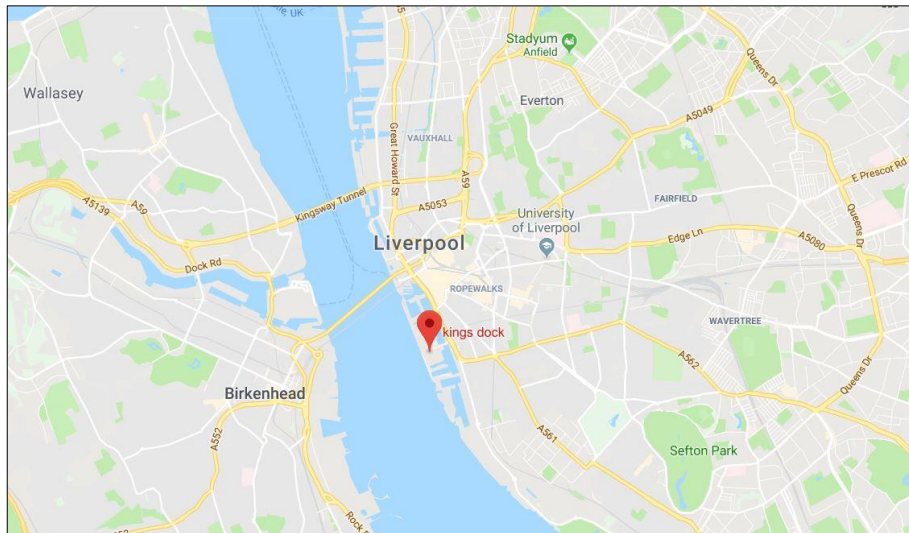 Stadyum
Anfield
Wallasey
Everton
Queens Dr
A5049
VAUXHALL
Great Howard St
A59
E Prescot Rd
Kingsway Tunnel
A59
A5139
A5053
FAIRFIELD
University
of Liverpool
Queens Dr
Liverpool
Edge Ln
A5080
Dock Rd
ROPEWALKS
WAVERTREE
kings dock
A562
Queens Dr
Birkenhead
A561
A552
Sefton Park